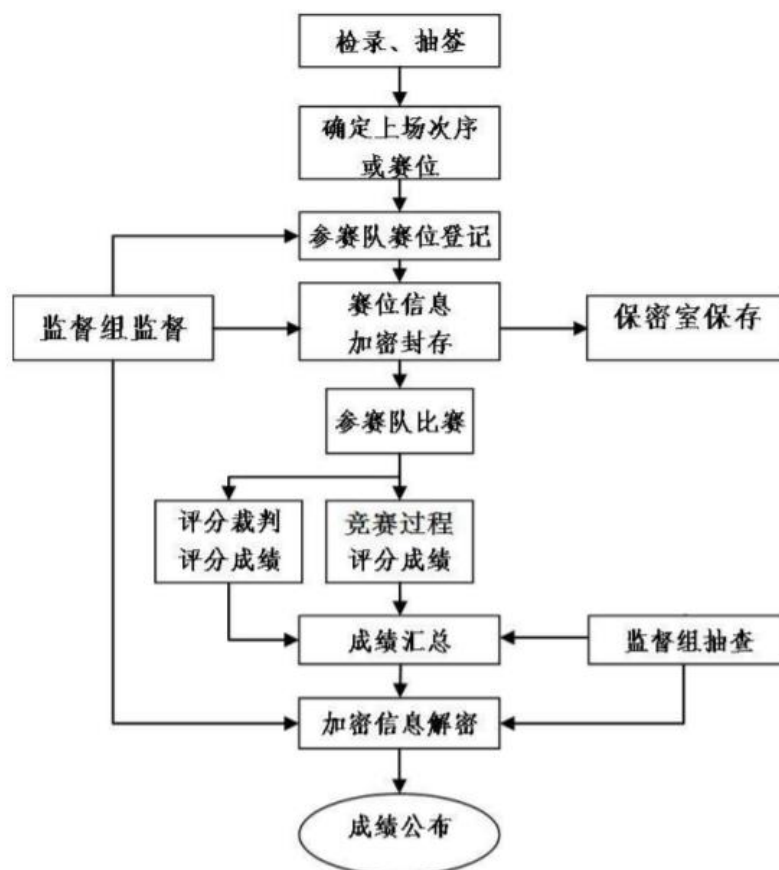 检录、抽签
确定上场次序
或赛位
参赛队赛位登记
监督组监督
赛位信息
加密封存
保密室保存
参赛队比赛
评分裁判
评分成绩
竞赛过程
评分成绩
成绩汇总
监督组抽查
加密信息解密
成绩公布